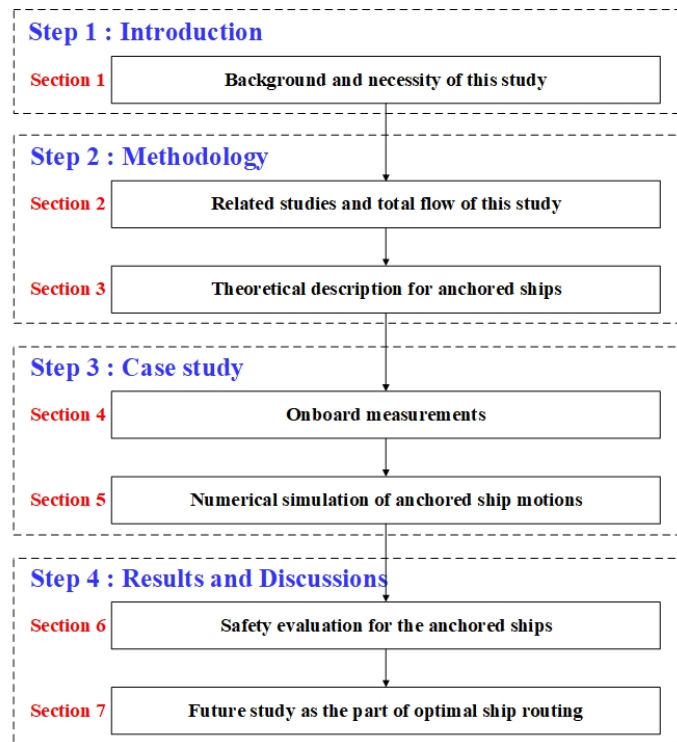 Step 1 : Introduction
Section 1 Background and necessity of this study
Step 2 : Methodology
Section 2 Related studies and total flow of this study
Section 3 Theoretical description for anchored ships
Step 3 : Case study
Section 4 Onboard measurements
Section 5 Numerical simulation of anchored ship motions
Step 4 : Results and Discussions
Section 6 Safety evaluation for the anchored ships
Section 7 Future study as the part of optimal ship routing